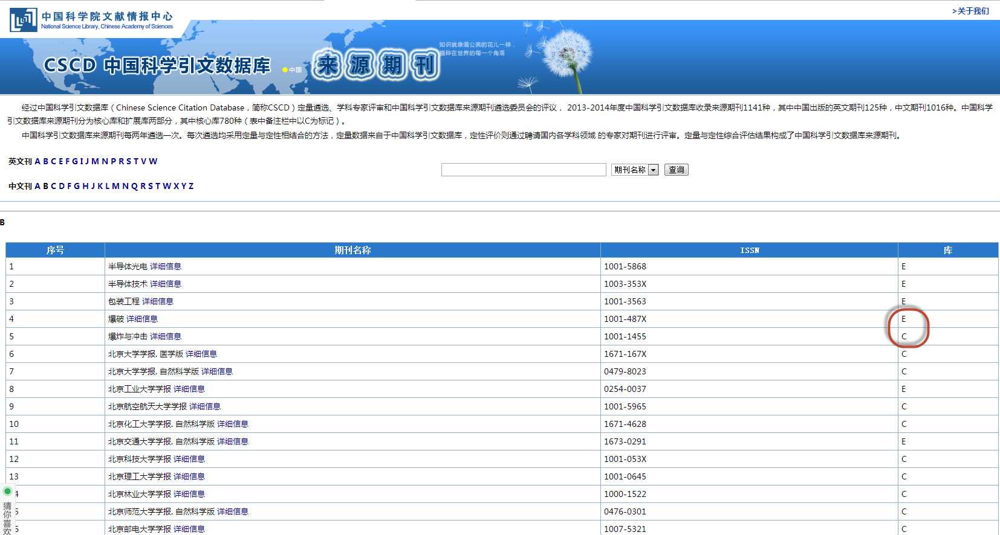 中国科学院文献情报中心
National Science Library, Chinese Academy of Sciences
>关于我们
CSCD 中国科学引文数据库
中国
来源期刊
知识就像蒲公英的花儿一样，
播种在世界的每一个角落
经过中国科学引文数据库（Chinese Science Citation Database，简称CSCD）定量遴选、学科专家评审和中国科学引文数据库来源期刊遴选委员会的评议， 2013-2014年度中国科学引文数据库收录来源期刊1141种，其中中国出版的英文期刊125种，中文期刊1016种。中国科学
引文数据库来源期刊分为核心库和扩展库两部分，其中核心库780种（表中备注栏中以C为标记）。
中国科学引文数据库来源期刊每两年遴选一次。每次遴选均采用定量与定性相结合的方法，定量数据来自于中国科学引文数据库，定性评价则通过聘请国内各学科领域 的专家对期刊进行评审。定量与定性综合评估结果构成了中国科学引文数据库来源期刊。
英文刊 A B C E F G I J M N P R S T V W
期刊名称 查询
中文刊 A B C D F G H J K L M N Q R S T W X Y Z
B
序号 期刊名称 ISSN 库
1 半导体光电 详细信息 1001-5868 E
2 半导体技术 详细信息 1003-353X E
3 包装工程 详细信息 1001-3563 E
4 爆破 详细信息 1001-487X E
5 爆炸与冲击 详细信息 1001-1455 C
6 北京大学学报. 医学版 详细信息 1671-167X C
7 北京大学学报. 自然科学版 详细信息 0479-8023 C
8 北京工业大学学报 详细信息 0254-0037 E
9 北京航空航天大学学报 详细信息 1001-5965 C
10 北京化工大学学报. 自然科学版 详细信息 1671-4628 C
11 北京交通大学学报. 自然科学版 详细信息 1673-0291 E
12 北京科技大学学报 详细信息 1001-053X C
13 北京理工大学学报 详细信息 1001-0645 C
4 北京林业大学学报 详细信息 1000-1522 C
5 北京师范大学学报. 自然科学版 详细信息 0476-0301 C
6 北京邮电大学学报 详细信息 1007-5321 C
猜你喜欢